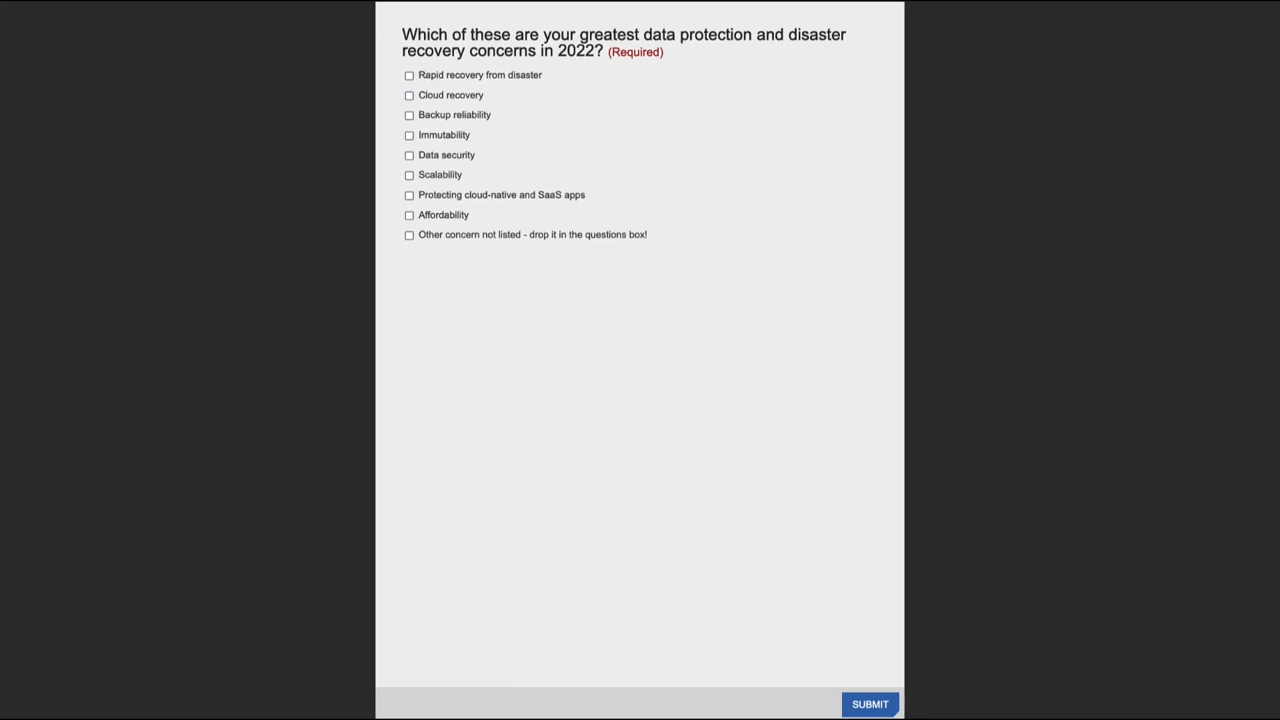 Which of these are your greatest data protection and disaster
recovery concerns in 2022? (Required)
Rapid recovery from disaster
Cloud recovery
Backup reliability
Immutability
Data security
Scalability
Protecting cloud-native and SaaS apps
Affordability
Other concern not listed - drop it in the questions box!
SUBMIT